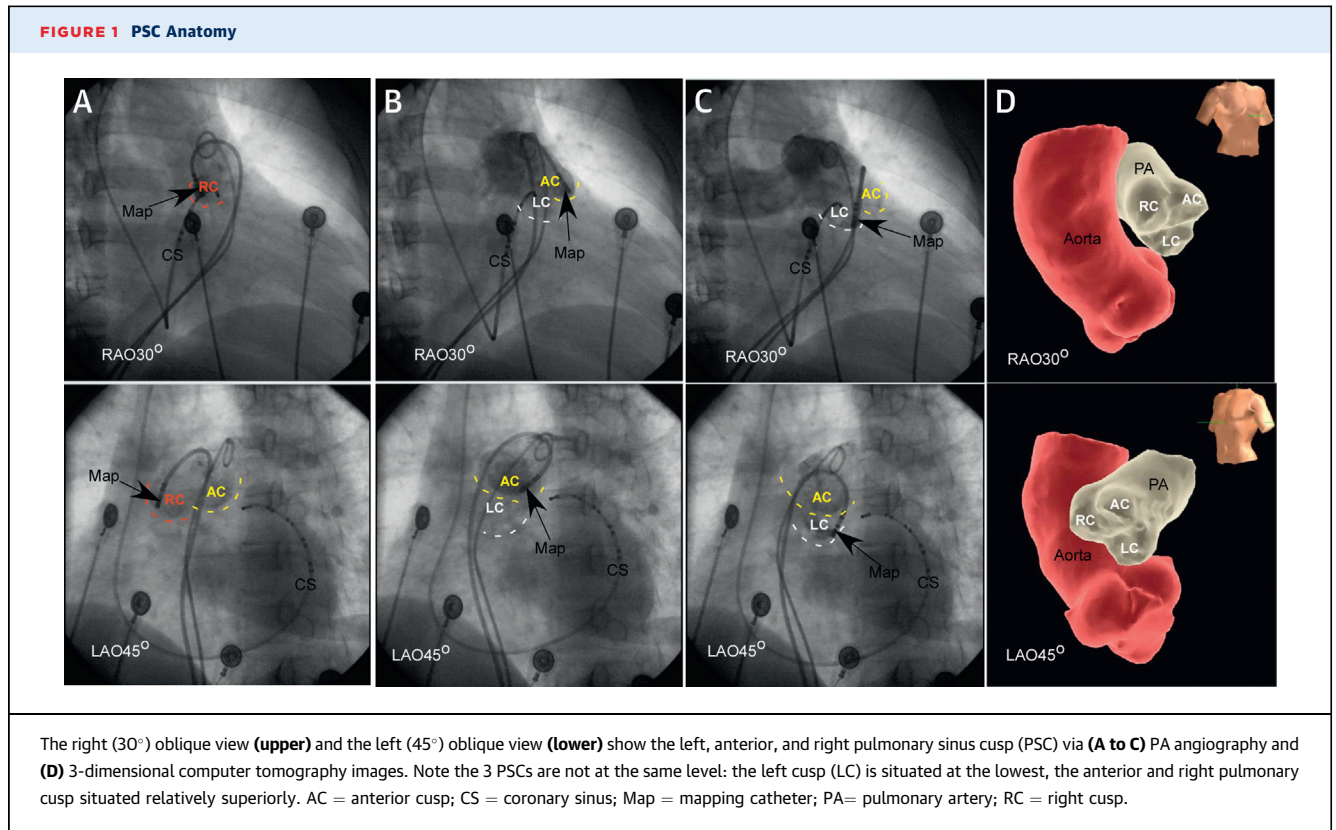 FIGURE 1 PSC Anatomy
A
RC
Map
CS
RAO30°
B
AC
LC
Map
CS
RAO30°
C
AC
LC
Map
CS
RAO30°
D
PA
RC
AC
LC
Aorta
RAO30°
Map
RC
AC
CS
LAO45°
AC
LC
Map
CS
LAO45°
AC
LC
Map
CS
LAO45°
PA
AC
RC
LC
Aorta
LAO45°
The right (30°) oblique view (upper) and the left (45°) oblique view (lower) show the left, anterior, and right pulmonary sinus cusp (PSC) via (A to C) PA angiography and
(D) 3-dimensional computer tomography images. Note the 3 PSCs are not at the same level: the left cusp (LC) is situated at the lowest, the anterior and right pulmonary
cusp situated relatively superiorly. AC = anterior cusp; CS = coronary sinus; Map = mapping catheter; PA= pulmonary artery; RC = right cusp.